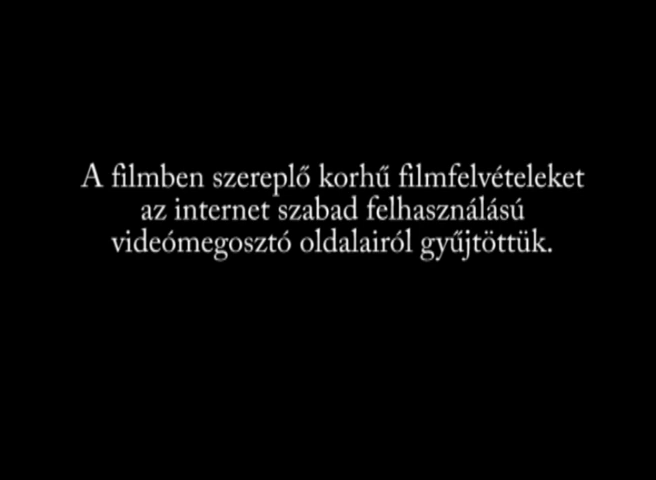 A filmben szereplő korhű filmfelvételeket
az internet szabad felhasználású
videómegosztó oldalairól gyűjtöttük.